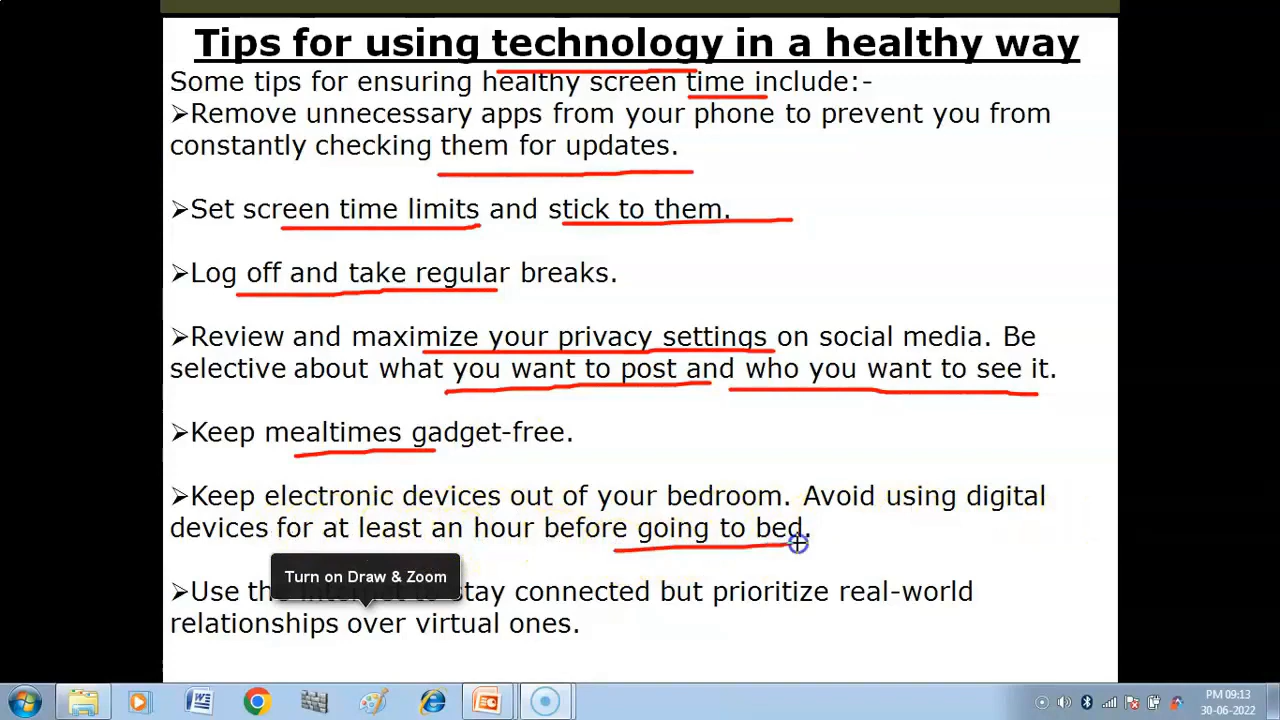 Tips for using technology in a healthy way
Some tips for ensuring healthy screen time include:-
➢Remove unnecessary apps from your phone to prevent you from
constantly checking them for updates.
➢Set screen time limits and stick to them.
➢Log off and take regular breaks.
➢Review and maximize your privacy settings on social media. Be
selective about what you want to post and who you want to see it.
➢Keep mealtimes gadget-free.
➢Keep electronic devices out of your bedroom. Avoid using digital
devices for at least an hour before going to bed.
Turn on Draw & Zoom
➢Use the internet to stay connected but prioritize real-world
relationships over virtual ones.
PM 09:13
30-06-2022